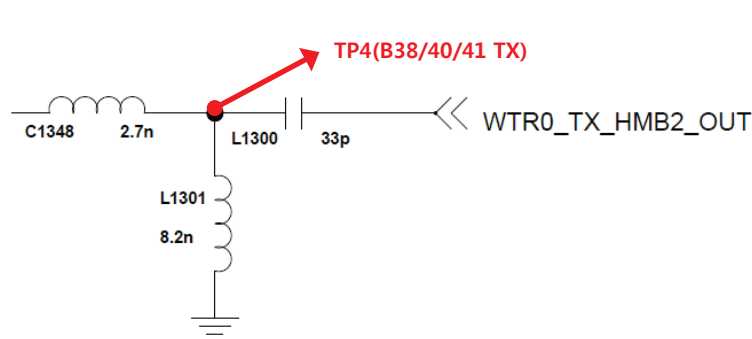 TP4(B38/40/41 TX)
C1348 2.7n
L1300 33p
WTR0_TX_HMB2_OUT
L1301
8.2n